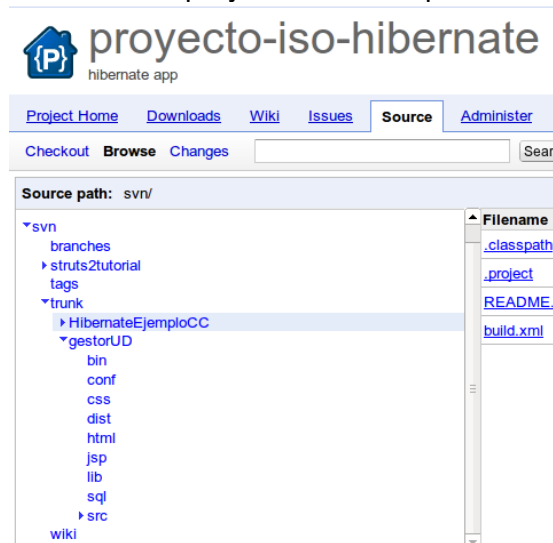 {P}
proyecto-iso-hibernate
hibernate app
Project Home Downloads Wiki Issues Source Administer
Checkout Browse Changes
Source path: svn/
svn
branches
struts2tutorial
tags
trunk
HibernateEjemploCC
gestorUD
bin
conf
css
dist
html
jsp
lib
sql
src
wiki
Filename
.classpath
.project
README.
build.xml